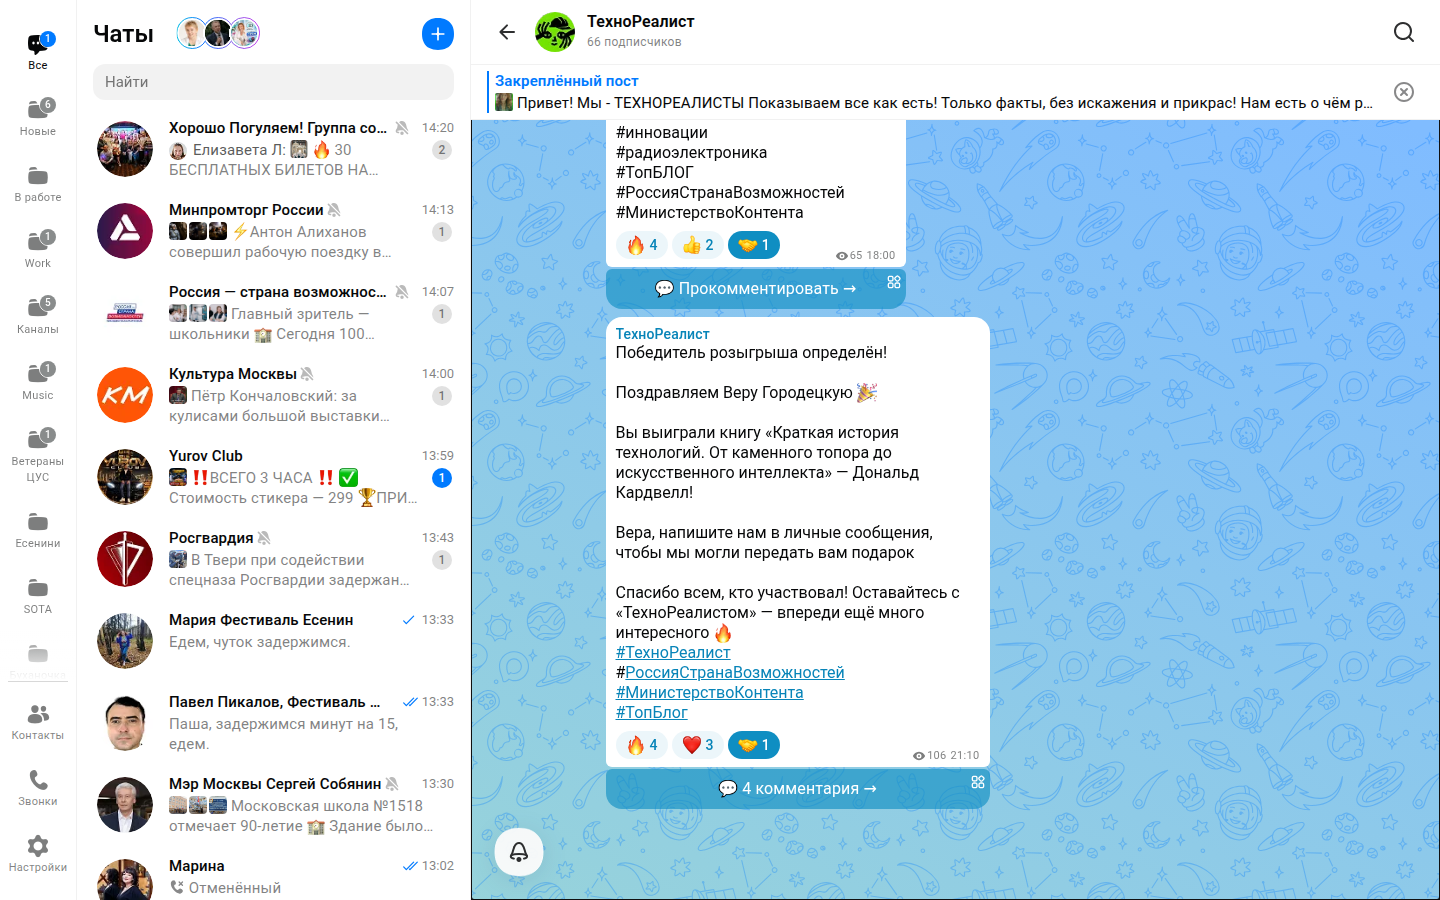 1
Все
6
Новые
В работе
1
Work
5
Каналы
1
Music
1
Ветераны
ЦУС
Есенини
SOTA
Контакты
Звонки
Настройки
Чаты
Найти
Хорошо Погуляем! Группа со... 14:20
Елизавета Л: 🔥 30 2
БЕСПЛАТНЫХ БИЛЕТОВ НА...
Минпромторг России 14:13
⚡Антон Алиханов 1
совершил рабочую поездку в...
Россия — страна возможнос... 14:07
Главный зритель — 1
школьники 🏫 Сегодня 100...
КМ
Культура Москвы 14:00
Пётр Кончаловский: за 1
кулисами большой выставки...
Yurov Club 13:59
‼️ВСЕГО 3 ЧАСА ‼️ ✅ 1
Стоимость стикера — 299 🏆ПРИ...
Росгвардия 13:43
В Твери при содействии 1
спецназа Росгвардии задержан...
Мария Фестиваль Есенин 13:33
Едем, чуток задержимся.
Павел Пикалов, Фестиваль ... 13:33
Паша, задержимся минут на 15,
едем.
Мэр Москвы Сергей Собянин 13:30
Московская школа №1518
отмечает 90-летие 🏫 Здание было...
Марина 13:02
Отменённый
ТехноРеалист
66 подписчиков
Закреплённый пост
Привет! Мы - ТЕХНОРЕАЛИСТЫ Показываем все как есть! Только факты, без искажения и прикрас! Нам есть о чём р...
#инновации
#радиоэлектроника
#ТопБЛОГ
#РоссияСтранаВозможностей
#МинистерствоКонтента
🔥 4 👍 2 🤝 1 65 18:00
💬 Прокомментировать →
ТехноРеалист
Победитель розыгрыша определён!
Поздравляем Веру Городецкую 🎉
Вы выиграли книгу «Краткая история
технологий. От каменного топора до
искусственного интеллекта» — Дональд
Кардвелл!
Вера, напишите нам в личные сообщения,
чтобы мы могли передать вам подарок
Спасибо всем, кто участвовал! Оставайтесь с
«ТехноРеалистом» — впереди ещё много
интересного 🔥
#ТехноРеалист
#РоссияСтранаВозможностей
#МинистерствоКонтента
#ТопБлог
🔥 4 ❤️ 3 🤝 1 106 21:10
💬 4 комментария →